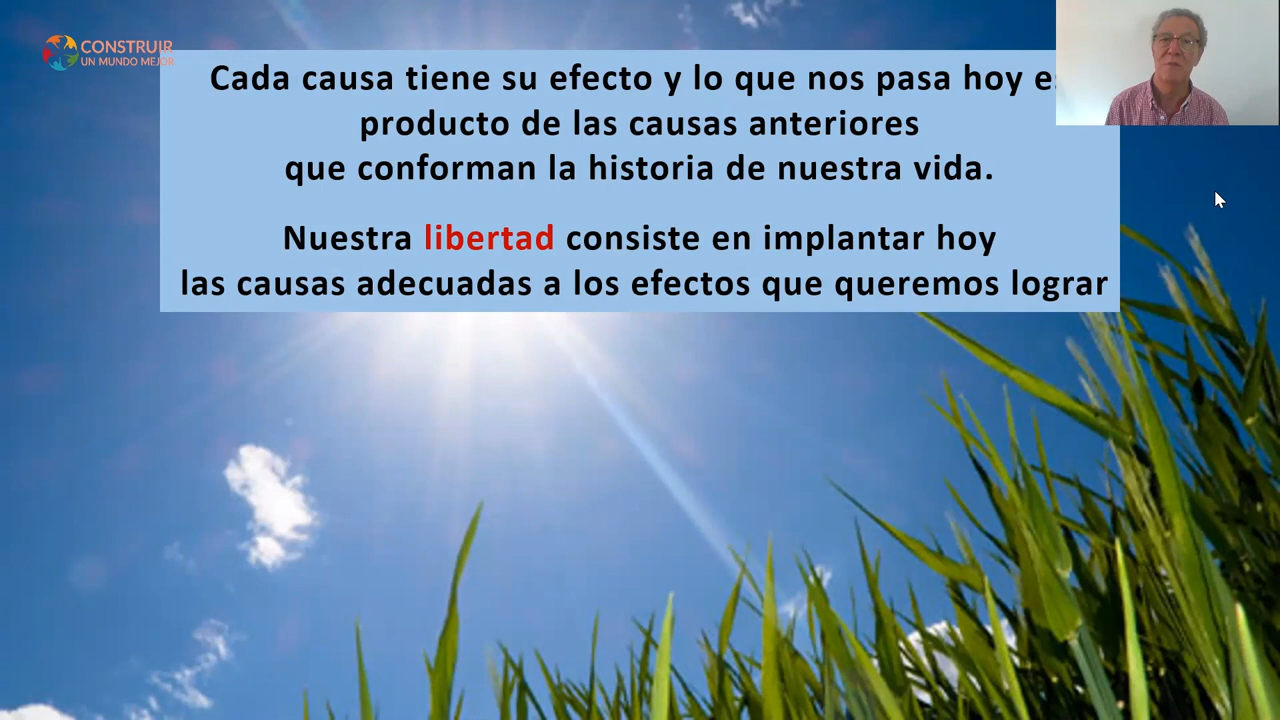 CONSTRUIR
UN MUNDO MEJOR
Cada causa tiene su efecto y lo que nos pasa hoy
producto de las causas anteriores
que conforman la historia de nuestra vida.
Nuestra libertad consiste en implantar hoy
las causas adecuadas a los efectos que queremos lograr